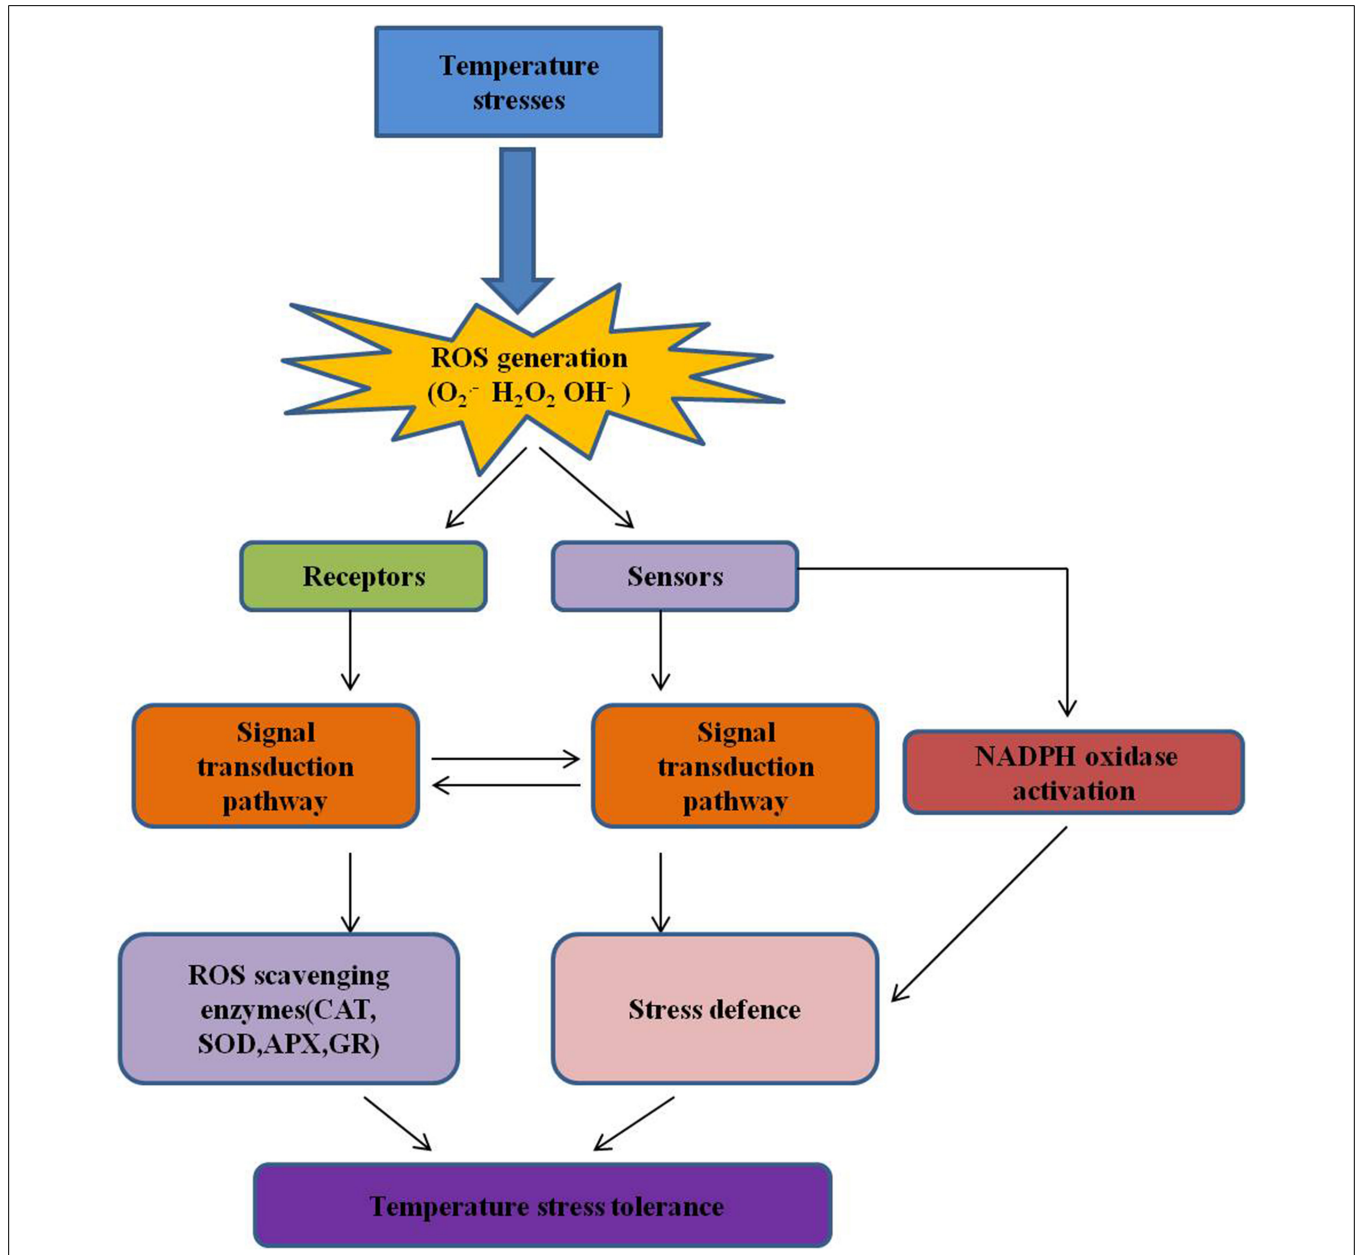 Temperature
stresses
ROS generation
(O₂·⁻ H₂O₂ OH⁻ )
Receptors
Sensors
Signal
transduction
pathway
Signal
transduction
pathway
NADPH oxidase
activation
ROS scavenging
enzymes(CAT,
SOD,APX,GR)
Stress defence
Temperature stress tolerance